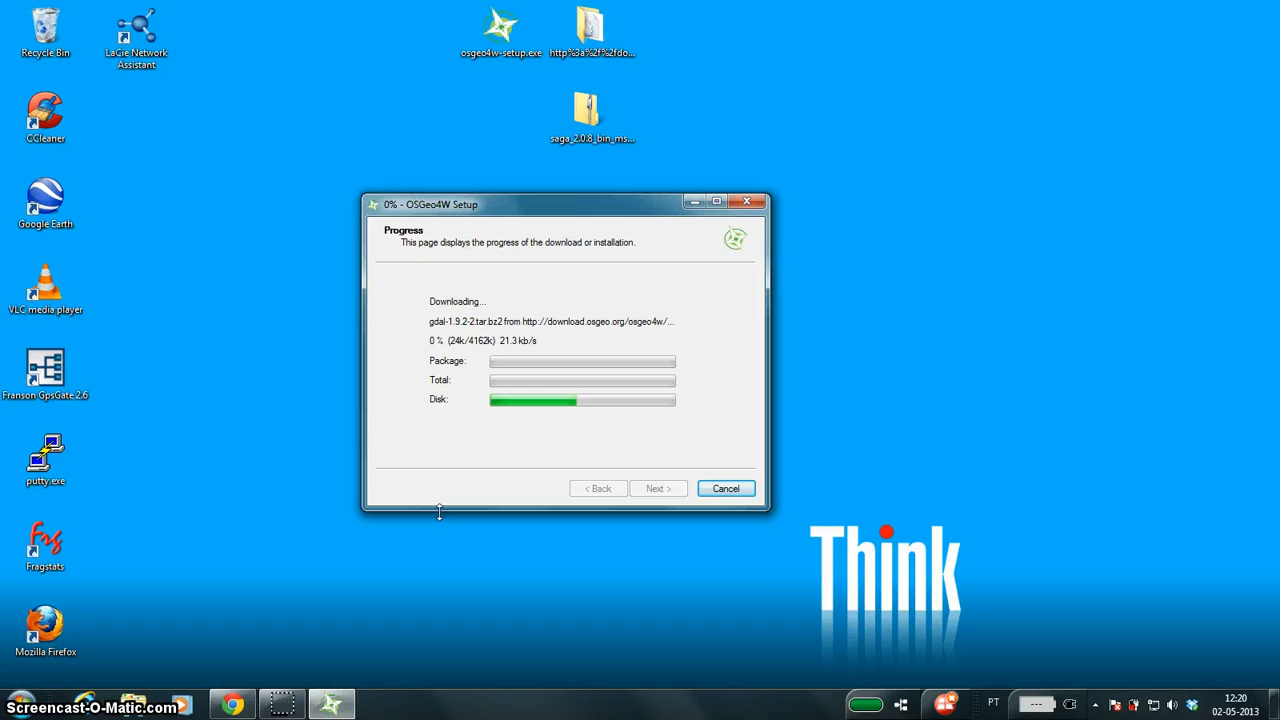 Recycle Bin
LaCie Network
Assistant
osgeo4w-setup.exe
http%3a%2f%2fdo...
CCleaner
saga_2.0.8_bin_ms...
Google Earth
VLC media player
Franson GpsGate 2.6
putty.exe
Frg
Fragstats
Mozilla Firefox
0% - OSGeo4W Setup
Progress
This page displays the progress of the download or installation.
Downloading...
gdal-1.9.2-2.tar.bz2 from http://download.osgeo.org/osgeo4w/...
0 % (24k/4162k) 21.3 kb/s
Package:
Total:
Disk:
< Back
Next >
Cancel
Think
Screencast-O-Matic.com
PT
---
12:20
02-05-2013